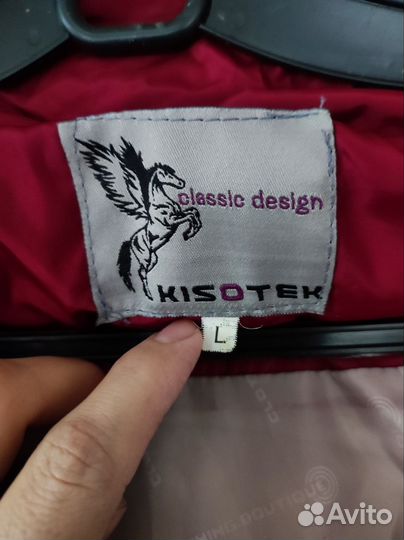 classic design
KISOTEK
L
Avito